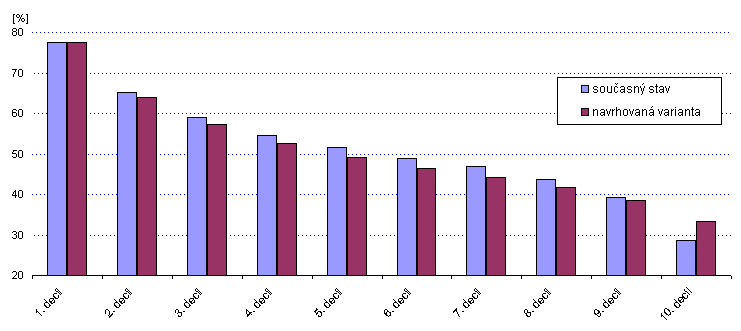 [%]
80
70
60
50
40
30
20
současný stav
navrhovaná varianta
1. decil
2. decil
3. decil
4. decil
5. decil
6. decil
7. decil
8. decil
9. decil
10. decil